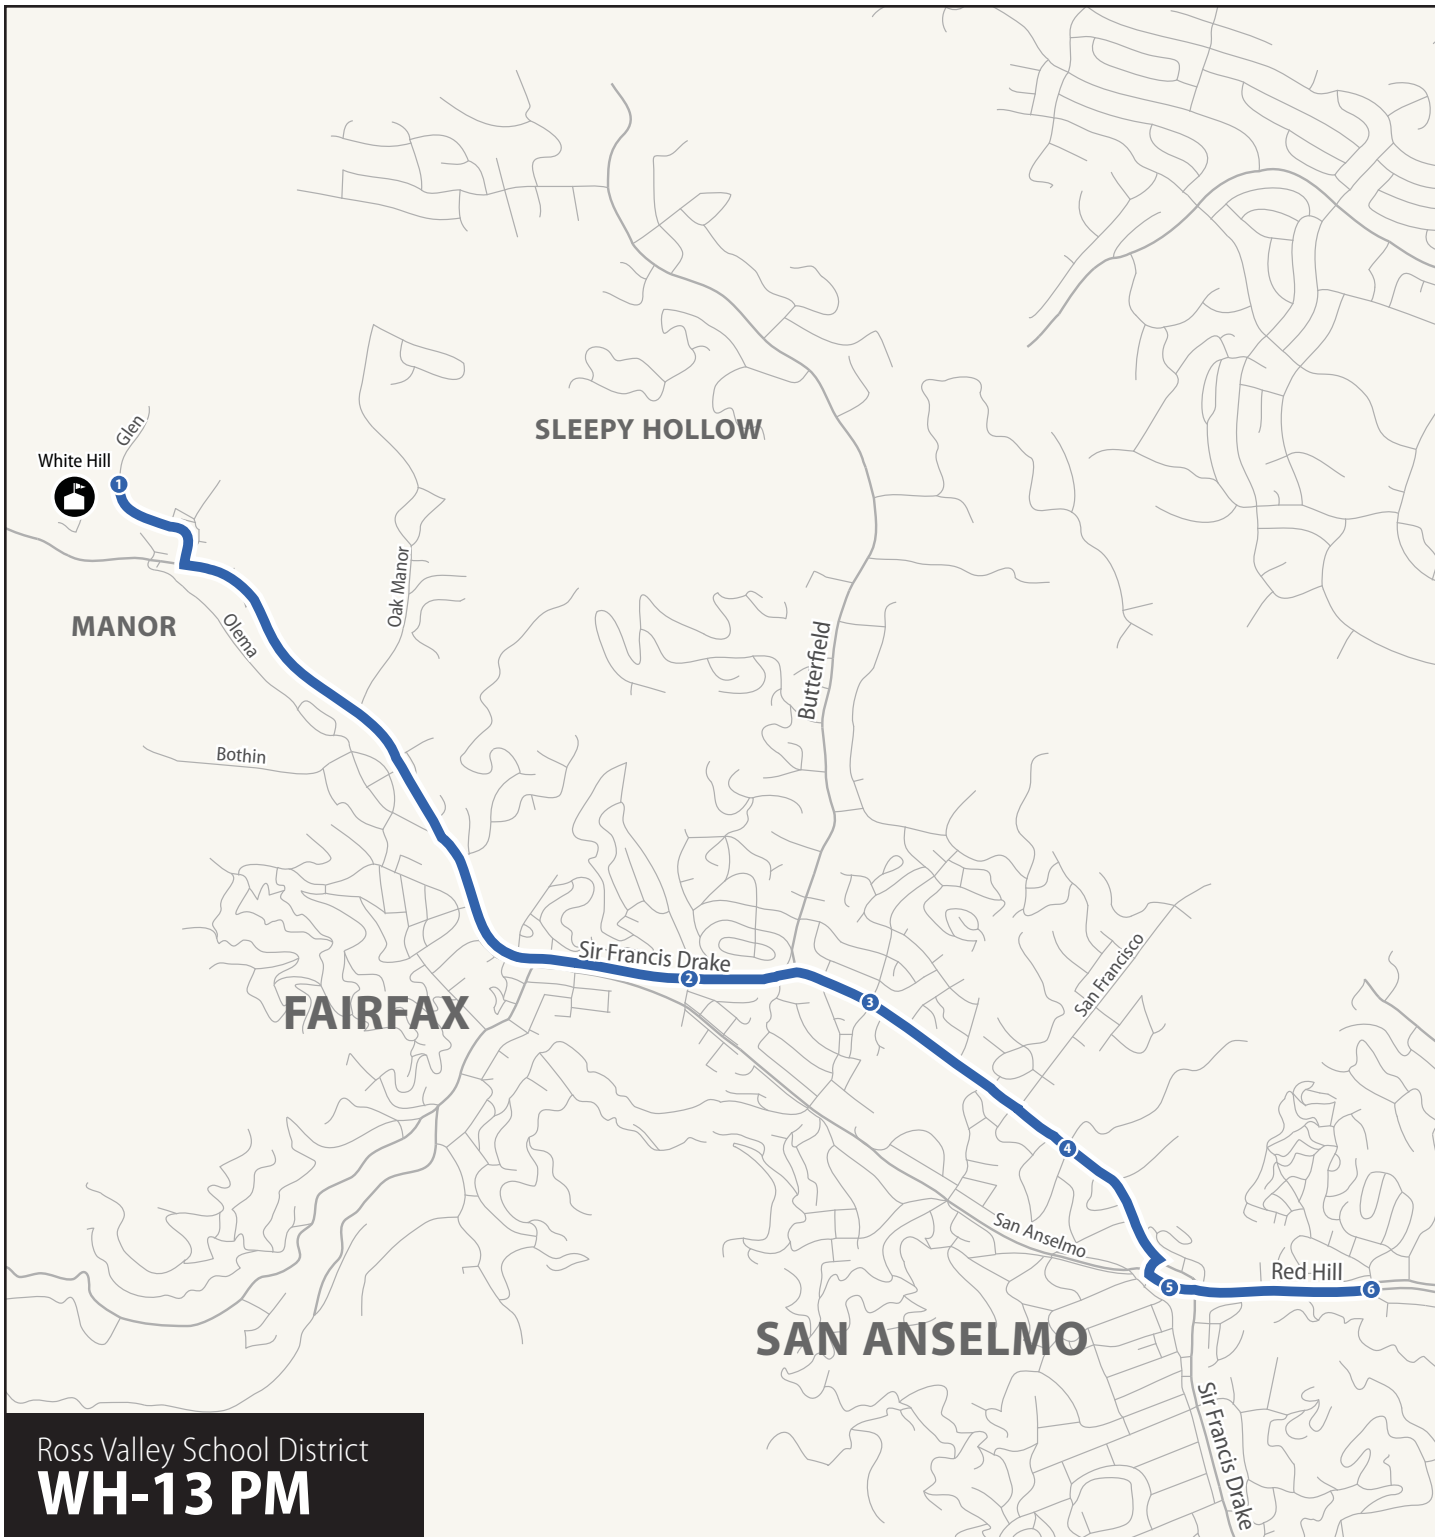 Glen
White Hill
1
SLEEPY HOLLOW
Oak Manor
MANOR
Olema
Butterfield
Bothin
Sir Francis Drake
2
3
San Francisco
FAIRFAX
4
San Anselmo
5
Red Hill
6
SAN ANSELMO
Sir Francis Drake
Ross Valley School District
WH-13 PM